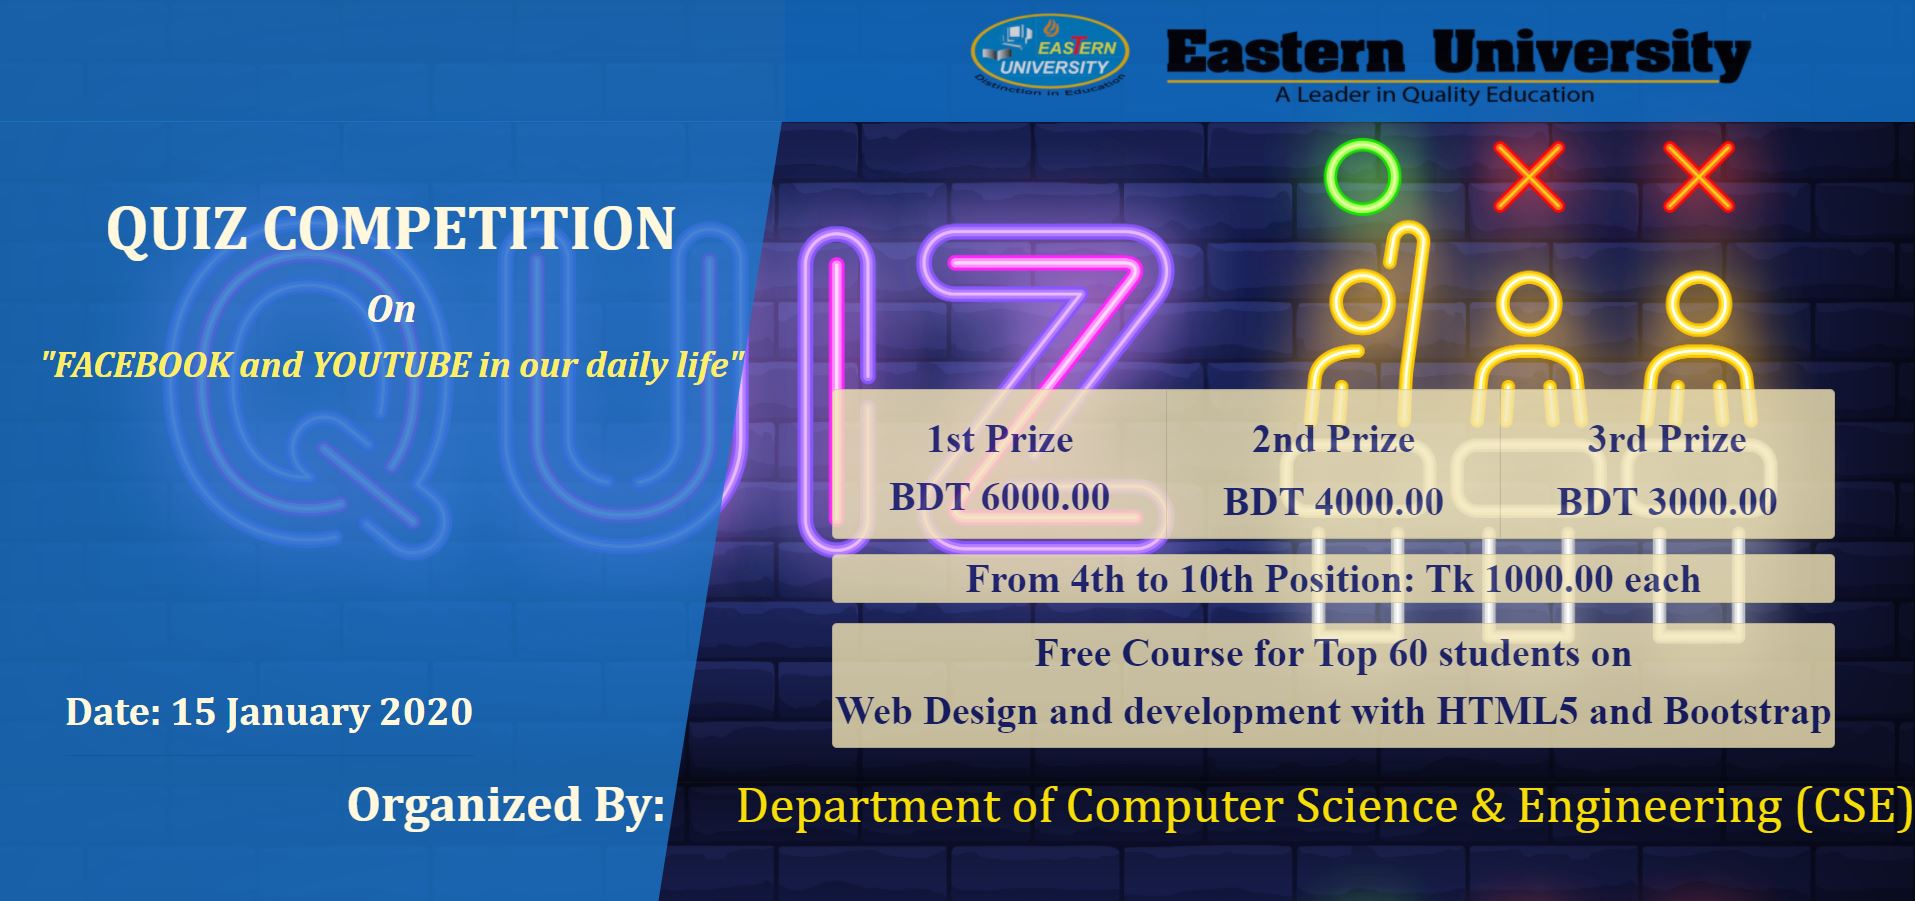 EASTERN
UNIVERSITY
Distinction in Education
Eastern University
A Leader in Quality Education
QUIZ COMPETITION
On
"FACEBOOK and YOUTUBE in our daily life"
QUIZ
1st Prize
BDT 6000.00
2nd Prize
BDT 4000.00
3rd Prize
BDT 3000.00
From 4th to 10th Position: Tk 1000.00 each
Free Course for Top 60 students on
Web Design and development with HTML5 and Bootstrap
Date: 15 January 2020
Organized By: Department of Computer Science & Engineering (CSE)